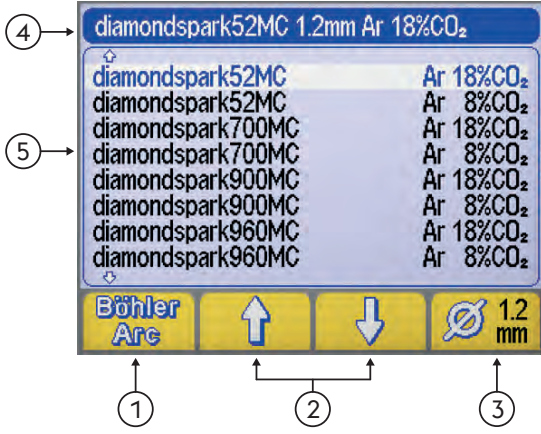 4
diamondspark52MC 1.2mm Ar 18%CO₂
5
diamondspark52MC Ar 18%CO₂
diamondspark52MC Ar 8%CO₂
diamondspark700MC Ar 18%CO₂
diamondspark700MC Ar 8%CO₂
diamondspark900MC Ar 18%CO₂
diamondspark900MC Ar 8%CO₂
diamondspark960MC Ar 18%CO₂
diamondspark960MC Ar 8%CO₂
Böhler
Arc
Ø 1.2
mm
1
2
3